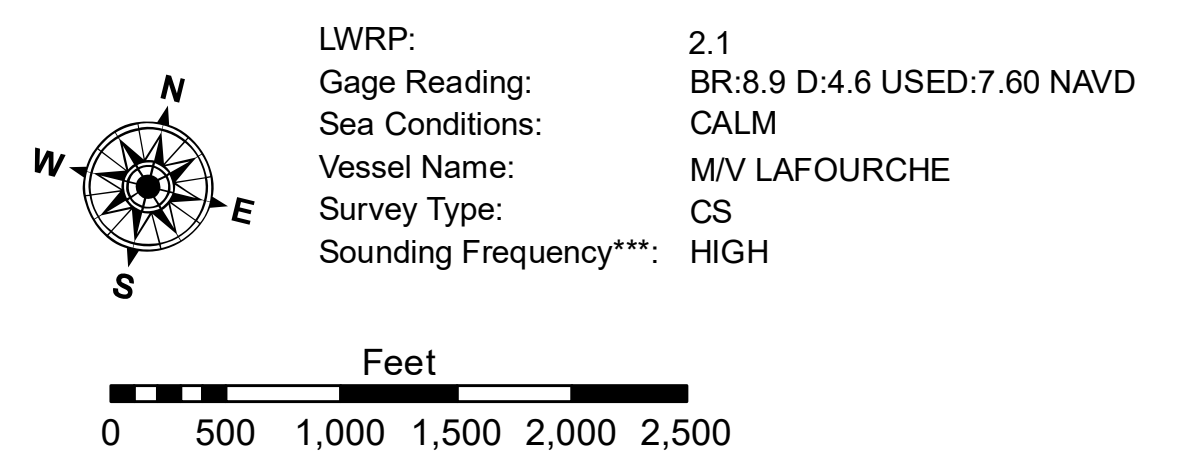 N
W
E
S
LWRP: 2.1
Gage Reading: BR:8.9 D:4.6 USED:7.60 NAVD
Sea Conditions: CALM
Vessel Name: M/V LAFOURCHE
Survey Type: CS
Sounding Frequency***: HIGH
Feet
0 500 1,000 1,500 2,000 2,500